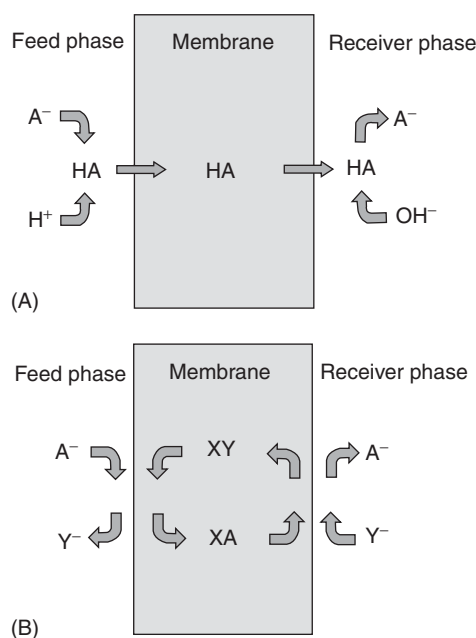 Feed phase Membrane Receiver phase
A⁻ A⁻
HA HA HA
H⁺ OH⁻
(A)
Feed phase Membrane Receiver phase
A⁻ XY A⁻
Y⁻ XA Y⁻
(B)